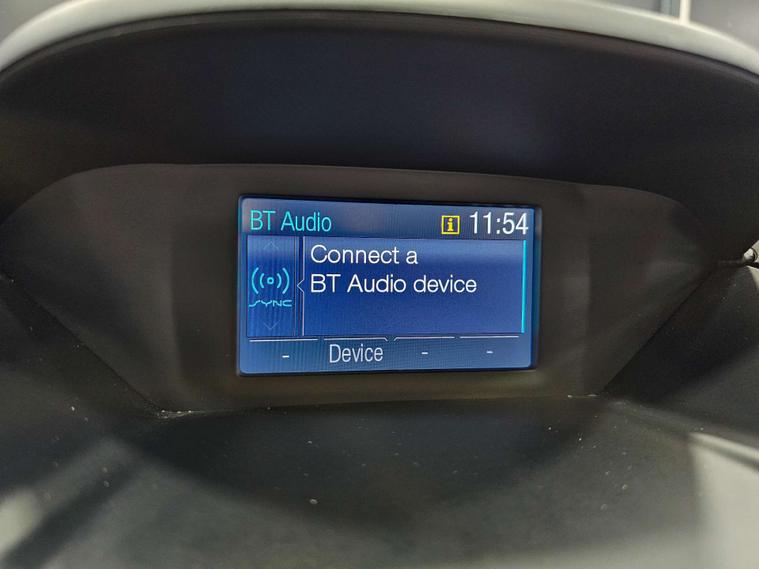 BT Audio
i 11:54
Connect a
BT Audio device
SYNC
- Device - -